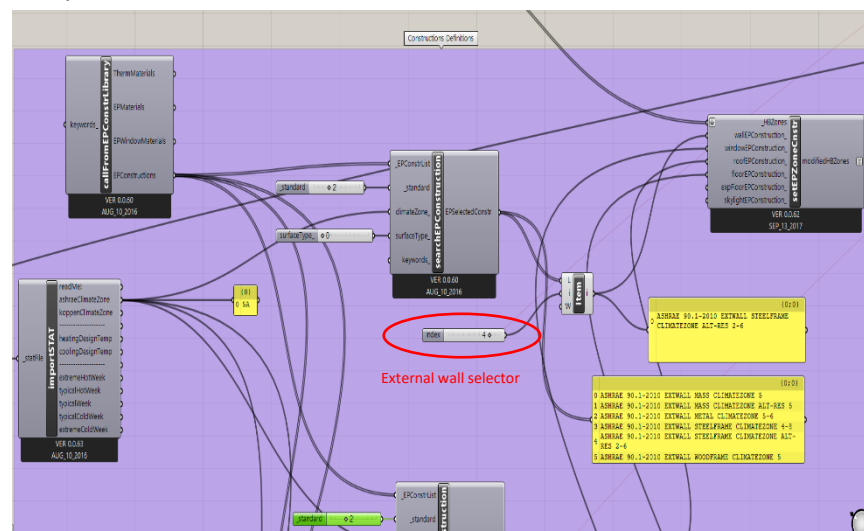 Constructions Definitions
callFromEPConstrLibrary
keywords_
ThermMaterials
EPMaterials
EPWindowMaterials
EPConstructions
VER 0.0.60
AUG_10_2016
_standard 2
surfaceType_ 0
searchEPConstruction
_EPConstrList
_standard
climateZone_
surfaceType_
keywords_
EPSelectedConstr
VER 0.0.60
AUG_10_2016
setEPZoneCnstr
_HBZones
wallEPConstruction_
windowEPConstruction_
roofEPConstruction_
floorEPConstruction_
expFloorEPConstruction_
skylightEPConstruction_
modifiedHBZones
VER 0.0.62
SEP_13_2017
importSTAT
_statFile
readMe!
ashraeClimateZone
koppenClimateZone
--------------------
heatingDesignTemp
coolingDesignTemp
--------------------
extremeHotWeek
typicalHotWeek
typicalWeek
typicalColdWeek
extremeColdWeek
VER 0.0.63
AUG_10_2016
{0}
0 5A
L
i
W
Item
i
Index 4
External wall selector
{0;0}
0 ASHRAE 90.1-2010 EXTWALL STEELFRAME
CLIMATEZONE ALT-RES 2-6
{0;0}
0 ASHRAE 90.1-2010 EXTWALL MASS CLIMATEZONE 5
1 ASHRAE 90.1-2010 EXTWALL MASS CLIMATEZONE ALT-RES 5
2 ASHRAE 90.1-2010 EXTWALL METAL CLIMATEZONE 5-6
3 ASHRAE 90.1-2010 EXTWALL STEELFRAME CLIMATEZONE 4-8
4 ASHRAE 90.1-2010 EXTWALL STEELFRAME CLIMATEZONE ALT-
RES 2-6
5 ASHRAE 90.1-2010 EXTWALL WOODFRAME CLIMATEZONE 5
_standard 2
_EPConstrList
_standard